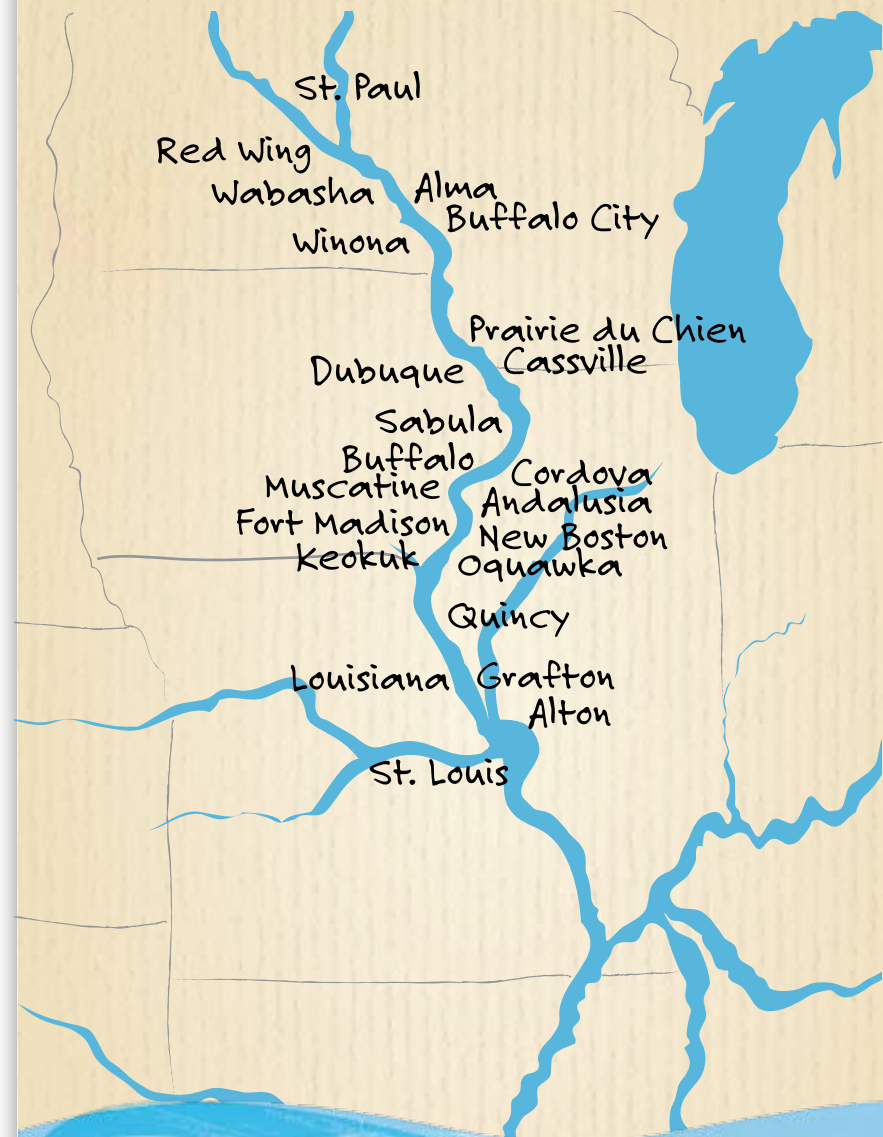 St. Paul
Red Wing
Wabasha
Alma
Buffalo City
Winona
Prairie du Chien
Cassville
Dubuque
Sabula
Buffalo
Cordova
Muscatine
Andalusia
Fort Madison
New Boston
Keokuk
Oquawka
Quincy
Louisiana
Grafton
Alton
St. Louis